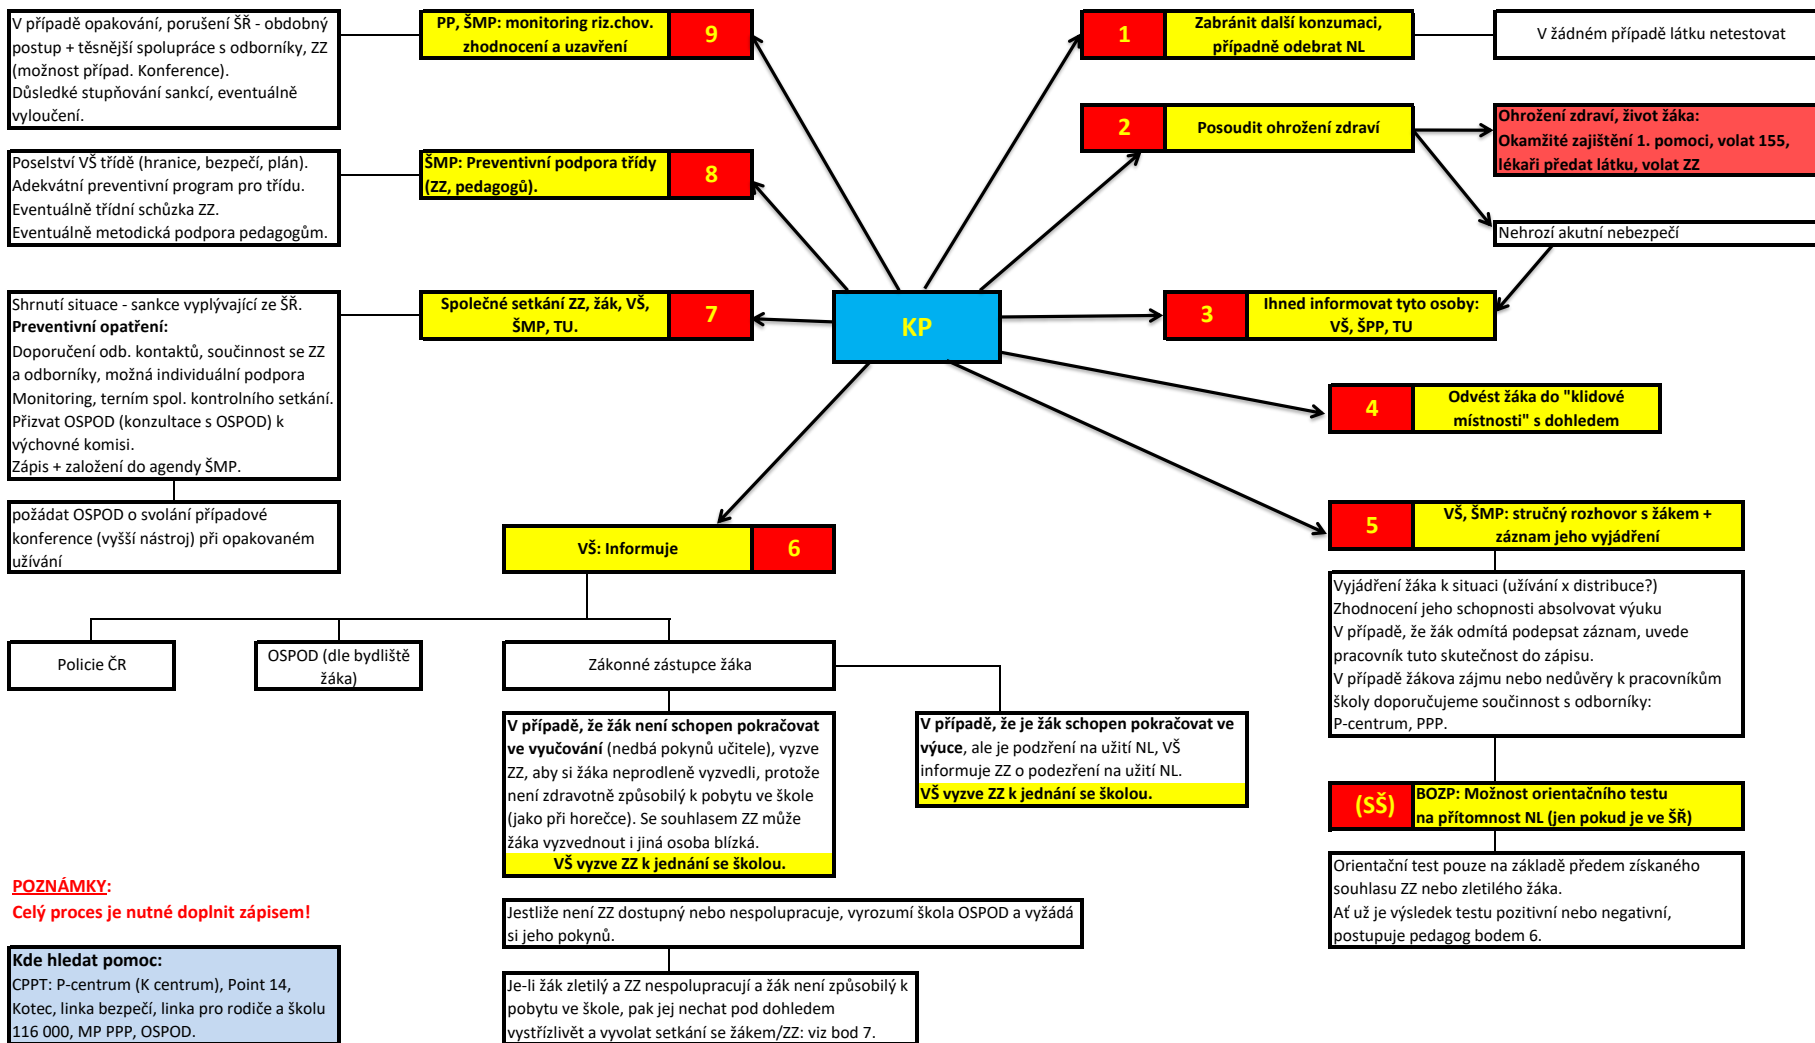 V případě opakování, porušení ŠŘ - obdobný
postup + těsnější spolupráce s odborníky, ZZ
(možnost případ. Konference).
Důsledké stupňování sankcí, eventuálně
vyloučení.
PP, ŠMP: monitoring riz.chov.
zhodnocení a uzavření
9
1
Zabránit další konzumaci,
případně odebrat NL
V žádném případě látku netestovat
2
Posoudit ohrožení zdraví
Ohrožení zdraví, život žáka:
Okamžité zajištění 1. pomoci, volat 155,
lékaři předat látku, volat ZZ
Nehrozí akutní nebezpečí
Poselství VŠ třídě (hranice, bezpečí, plán).
Adekvátní preventivní program pro třídu.
Eventuálně třídní schůzka ZZ.
Eventuálně metodická podpora pedagogům.
ŠMP: Preventivní podpora třídy
(ZZ, pedagogů).
8
Shrnutí situace - sankce vyplývající ze ŠŘ.
Preventivní opatření:
Doporučení odb. kontaktů, součinnost se ZZ
a odborníky, možná individuální podpora
Monitoring, terním spol. kontrolního setkání.
Přizvat OSPOD (konzultace s OSPOD) k
výchovné komisi.
Zápis + založení do agendy ŠMP.
Společné setkání ZZ, žák, VŠ,
ŠMP, TU.
7
KP
3
Ihned informovat tyto osoby:
VŠ, ŠPP, TU
4
Odvést žáka do "klidové
místnosti" s dohledem
požádat OSPOD o svolání případové
konference (vyšší nástroj) při opakovaném
užívání
VŠ: Informuje
6
5
VŠ, ŠMP: stručný rozhovor s žákem +
záznam jeho vyjádření
Vyjádření žáka k situaci (užívání x distribuce?)
Zhodnocení jeho schopnosti absolvovat výuku
V případě, že žák odmítá podepsat záznam, uvede
pracovník tuto skutečnost do zápisu.
V případě žákova zájmu nebo nedůvěry k pracovníkům
školy doporučujeme součinnost s odborníky:
P-centrum, PPP.
Policie ČR
OSPOD (dle bydliště
žáka)
Zákonné zástupce žáka
V případě, že žák není schopen pokračovat
ve vyučování (nedbá pokynů učitele), vyzve
ZZ, aby si žáka neprodleně vyzvedli, protože
není zdravotně způsobilý k pobytu ve škole
(jako při horečce). Se souhlasem ZZ může
žáka vyzvednout i jiná osoba blízká.
VŠ vyzve ZZ k jednání se školou.
V případě, že je žák schopen pokračovat ve
výuce, ale je podzření na užití NL, VŠ
informuje ZZ o podezření na užití NL.
VŠ vyzve ZZ k jednání se školou.
(SŠ)
BOZP: Možnost orientačního testu
na přítomnost NL (jen pokud je ve ŠŘ)
Orientační test pouze na základě předem získaného
souhlasu ZZ nebo zletilého žáka.
Ať už je výsledek testu pozitivní nebo negativní,
postupuje pedagog bodem 6.
POZNÁMKY:
Celý proces je nutné doplnit zápisem!
Jestliže není ZZ dostupný nebo nespolupracuje, vyrozumí škola OSPOD a vyžádá
si jeho pokynů.
Kde hledat pomoc:
CPPT: P-centrum (K centrum), Point 14,
Kotec, linka bezpečí, linka pro rodiče a školu
116 000, MP PPP, OSPOD.
Je-li žák zletilý a ZZ nespolupracují a žák není způsobilý k
pobytu ve škole, pak jej nechat pod dohledem
vystřízlivět a vyvolat setkání se žákem/ZZ: viz bod 7.